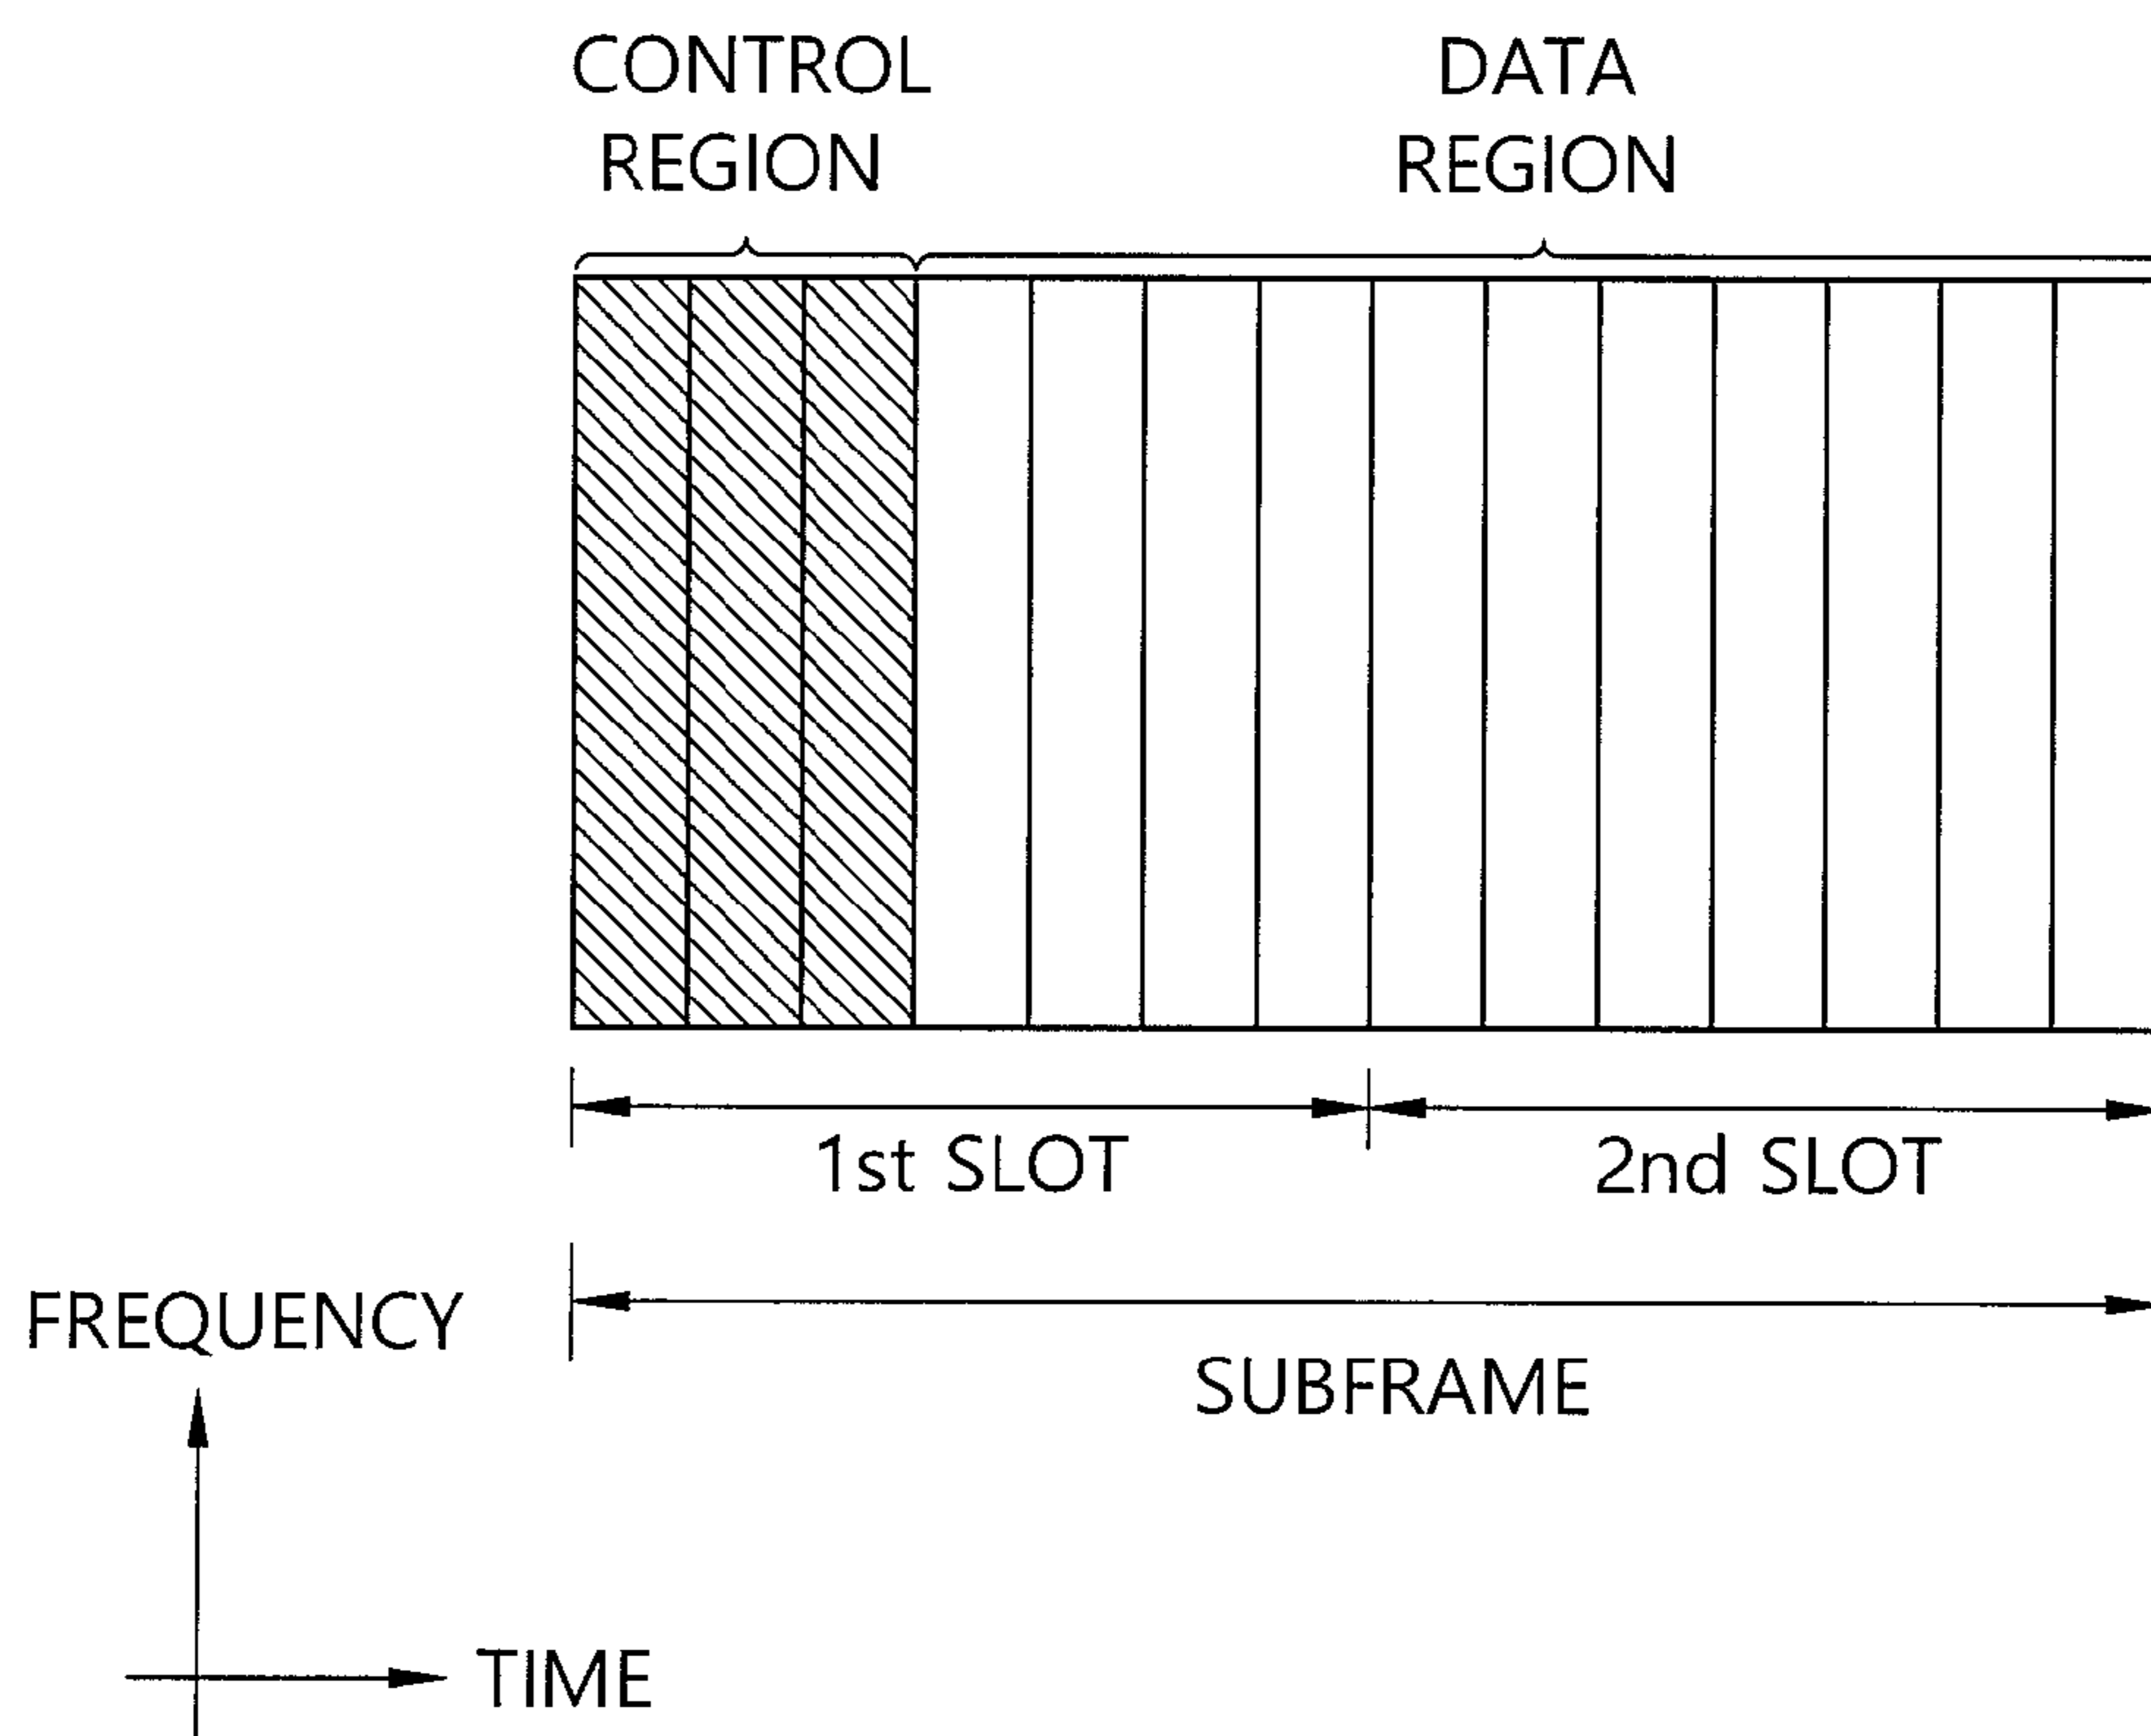 CONTROL
REGION
DATA
REGION
1st SLOT
2nd SLOT
SUBFRAME
FREQUENCY
TIME